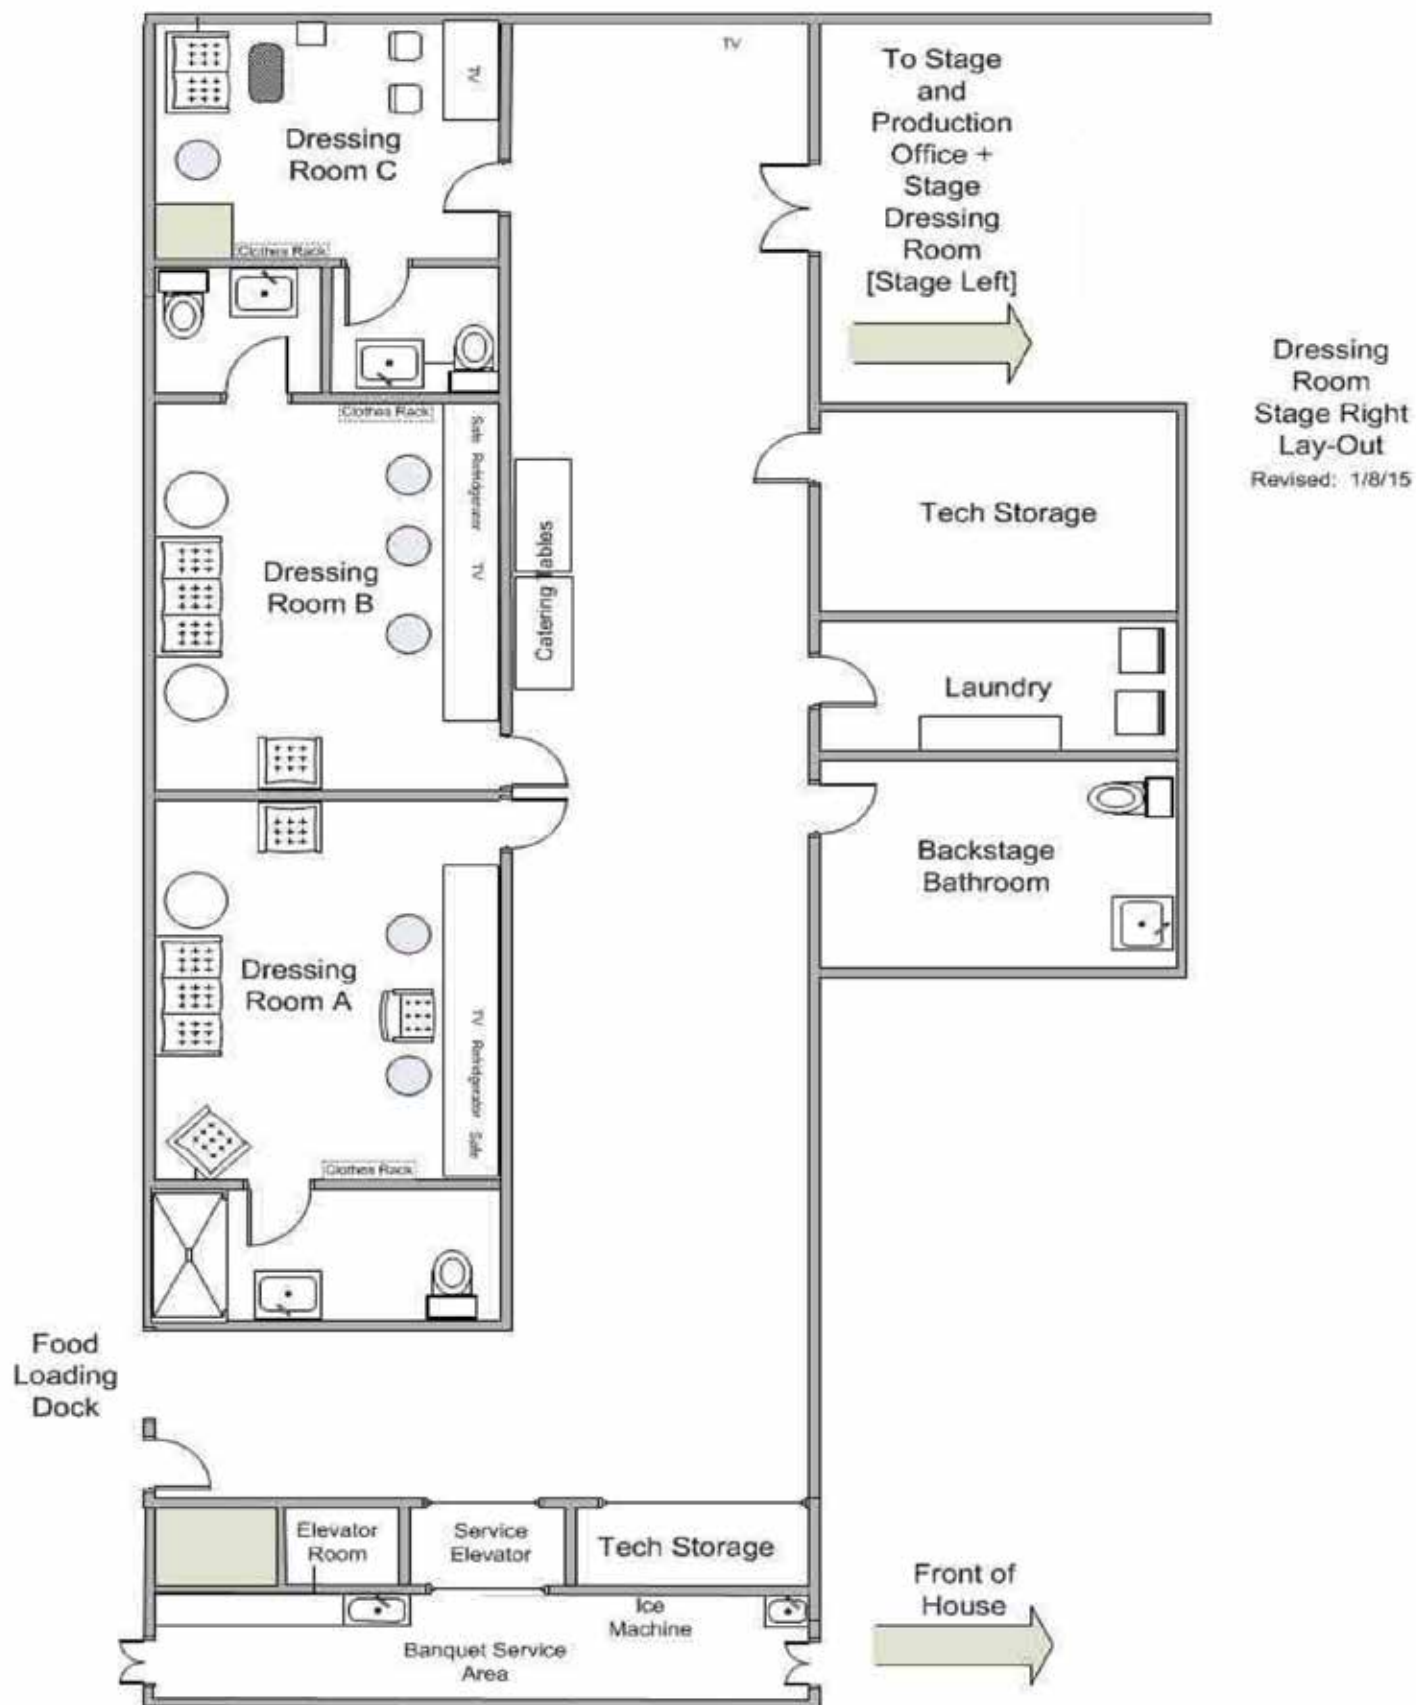 TV
To Stage
and
Production
Office +
Stage
Dressing
Room
[Stage Left]
TV
Dressing
Room C
Clothes Rack
Dressing
Room
Stage Right
Lay-Out
Revised: 1/8/15
Clothes Rack
Safe Refridgerator TV
Tech Storage
Catering Tables
Dressing
Room B
Laundry
Backstage
Bathroom
Dressing
Room A
TV Refridgerator Safe
Clothes Rack
Food
Loading
Dock
Elevator
Room
Service
Elevator
Tech Storage
Front of
House
Ice
Machine
Banquet Service
Area